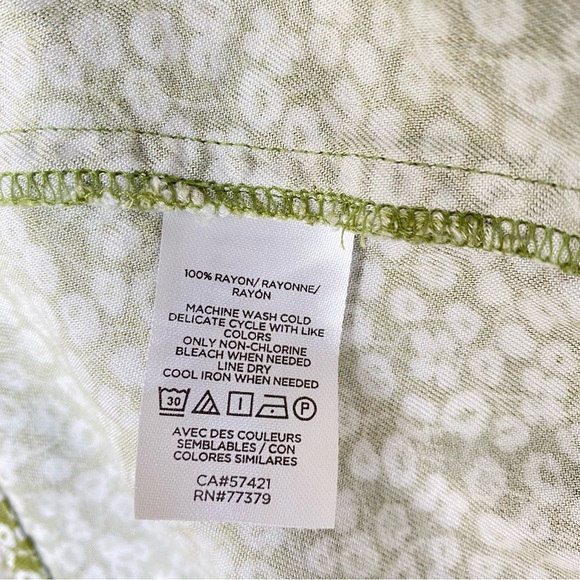 100% RAYON/ RAYONNE/
RAYÓN
MACHINE WASH COLD
DELICATE CYCLE WITH LIKE
COLORS
ONLY NON-CHLORINE
BLEACH WHEN NEEDED
LINE DRY
COOL IRON WHEN NEEDED
30 P
AVEC DES COULEURS
SEMBLABLES / CON
COLORES SIMILARES
CA#57421
RN#77379